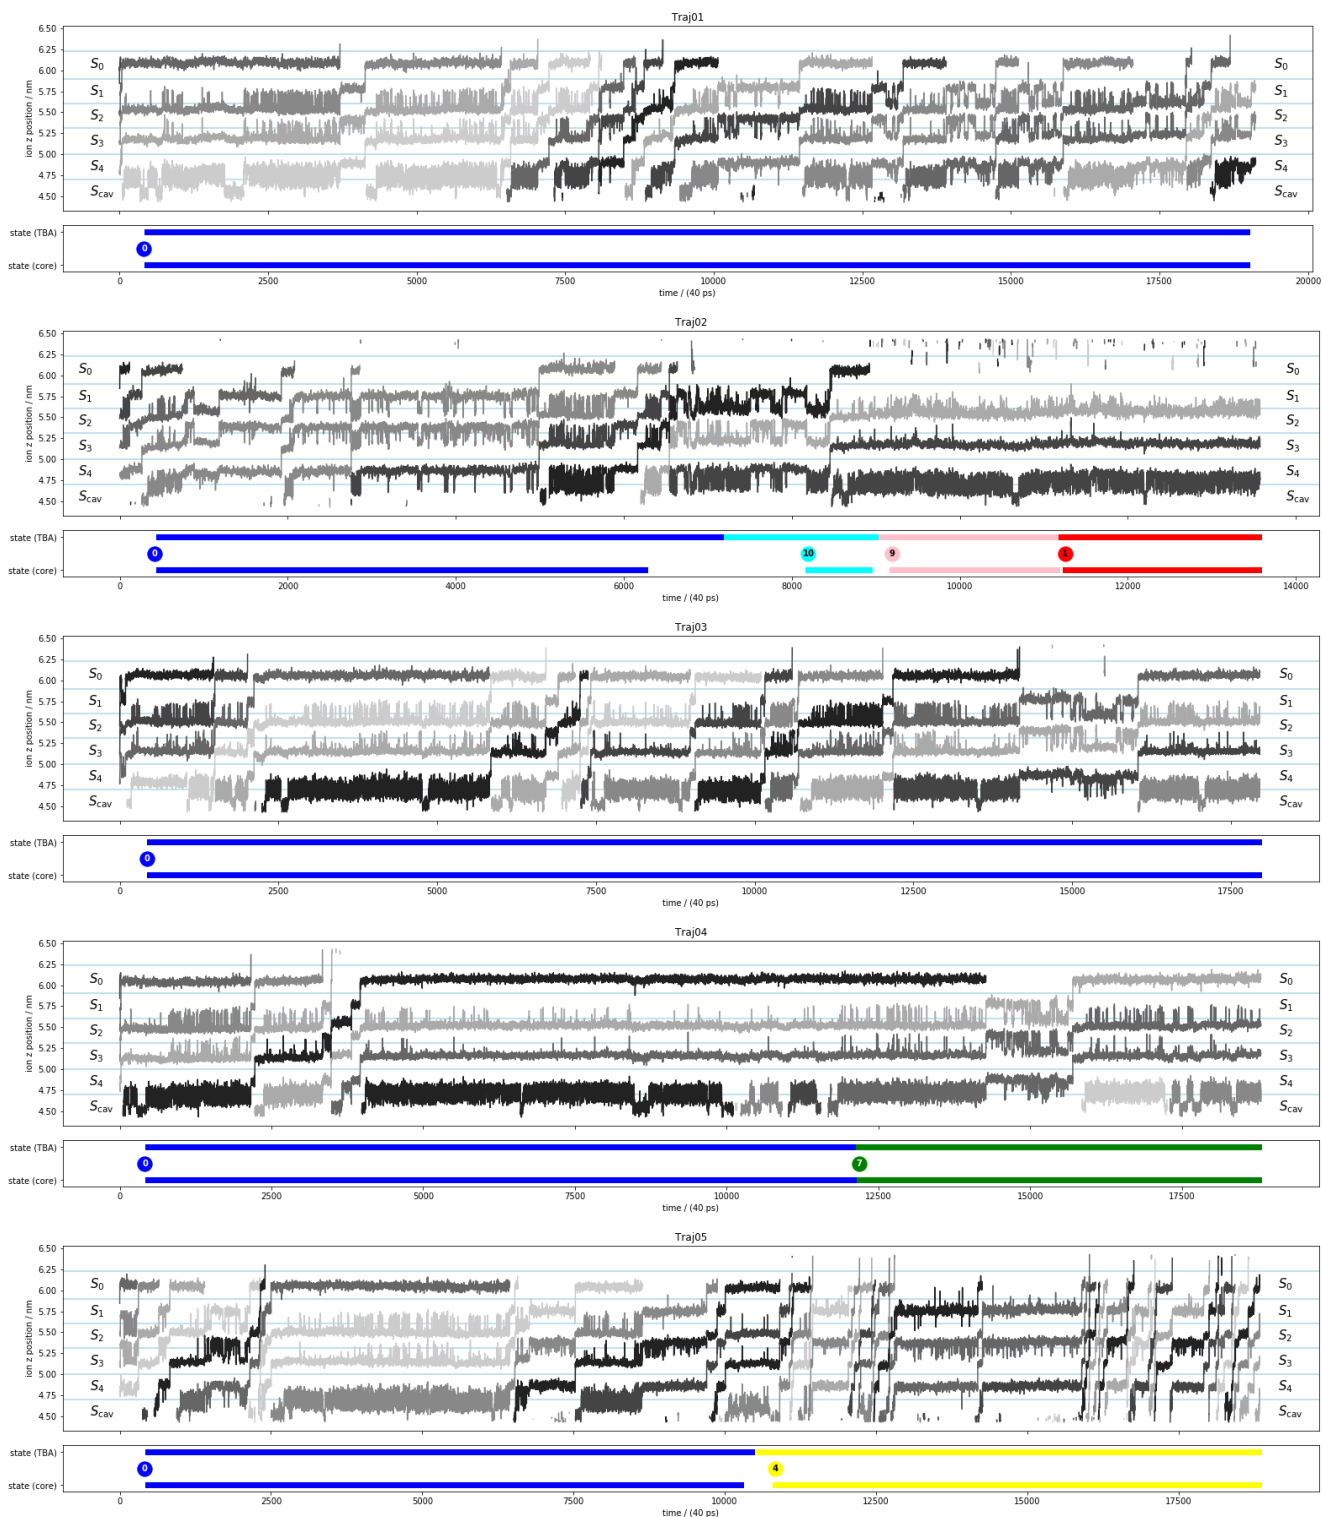 Traj01
ion z position / nm
6.50
6.25
6.00
5.75
5.50
5.25
5.00
4.75
4.50
S0 S0
S1 S1
S2 S2
S3 S3
S4 S4
Scav Scav
state (TBA)
0
state (core)
0 2500 5000 7500 10000 12500 15000 17500 20000
time / (40 ps)
Traj02
ion z position / nm
6.50
6.25
6.00
5.75
5.50
5.25
5.00
4.75
4.50
S0 S0
S1 S1
S2 S2
S3 S3
S4 S4
Scav Scav
state (TBA)
0 10 9 1
state (core)
0 2000 4000 6000 8000 10000 12000 14000
time / (40 ps)
Traj03
ion z position / nm
6.50
6.25
6.00
5.75
5.50
5.25
5.00
4.75
4.50
S0 S0
S1 S1
S2 S2
S3 S3
S4 S4
Scav Scav
state (TBA)
0
state (core)
0 2500 5000 7500 10000 12500 15000 17500
time / (40 ps)
Traj04
ion z position / nm
6.50
6.25
6.00
5.75
5.50
5.25
5.00
4.75
4.50
S0 S0
S1 S1
S2 S2
S3 S3
S4 S4
Scav Scav
state (TBA)
0 7
state (core)
0 2500 5000 7500 10000 12500 15000 17500
time / (40 ps)
Traj05
ion z position / nm
6.50
6.25
6.00
5.75
5.50
5.25
5.00
4.75
4.50
S0 S0
S1 S1
S2 S2
S3 S3
S4 S4
Scav Scav
state (TBA)
0 4
state (core)
0 2500 5000 7500 10000 12500 15000 17500
time / (40 ps)